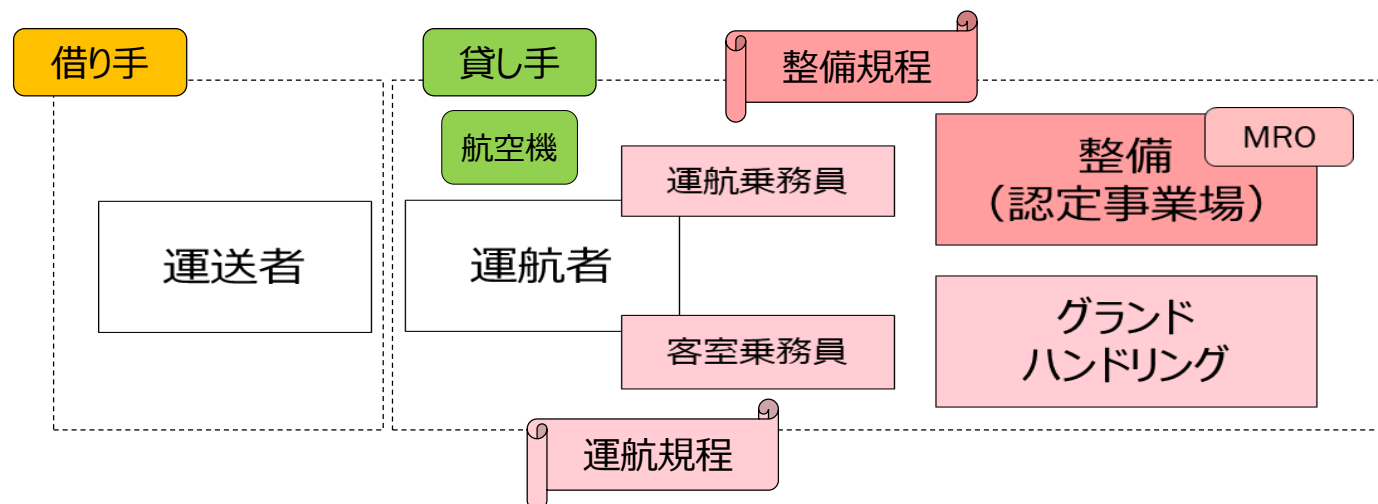 借り手
貸し手
整備規程
航空機
運航乗務員
整備
（認定事業場）
MRO
運送者
運航者
客室乗務員
グランド
ハンドリング
運航規程